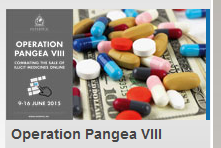 OPERATION
PANGEA VIII
COMBATING THE SALE OF
ILLICIT MEDICINES ONLINE
9-16 JUNE 2015
Operation Pangea VIII